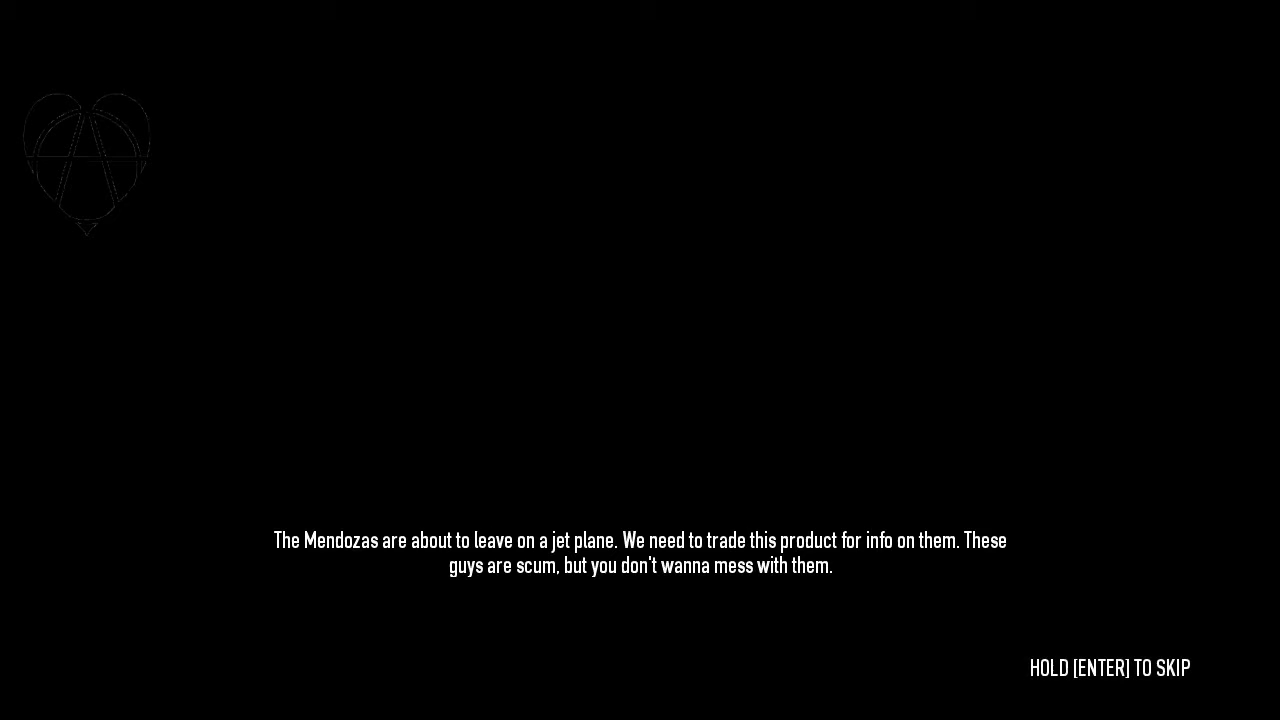 The Mendozas are about to leave on a jet plane. We need to trade this product for info on them. These
guys are scum, but you don't wanna mess with them.
HOLD [ENTER] TO SKIP